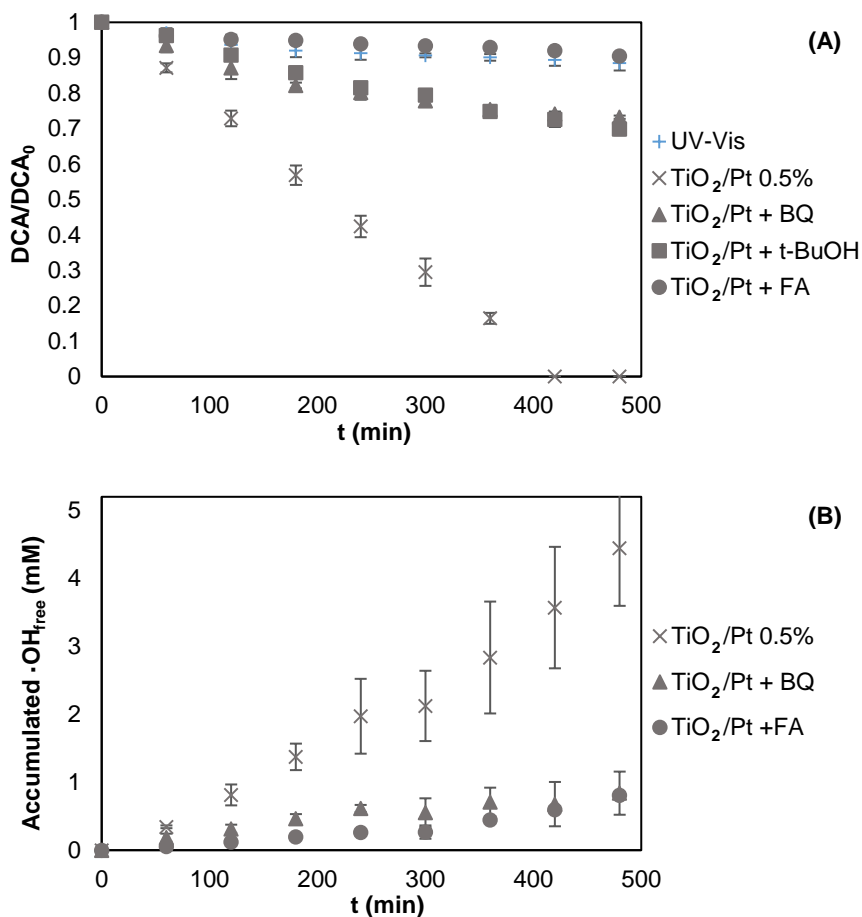 (A)
DCA/DCA₀
1
0.9
0.8
0.7
0.6
0.5
0.4
0.3
0.2
0.1
0
0 100 200 300 400 500
t (min)
UV-Vis
TiO₂/Pt 0.5%
TiO₂/Pt + BQ
TiO₂/Pt + t-BuOH
TiO₂/Pt + FA
(B)
Accumulated ·OH_free (mM)
5
4
3
2
1
0
0 100 200 300 400 500
t (min)
TiO₂/Pt 0.5%
TiO₂/Pt + BQ
TiO₂/Pt +FA